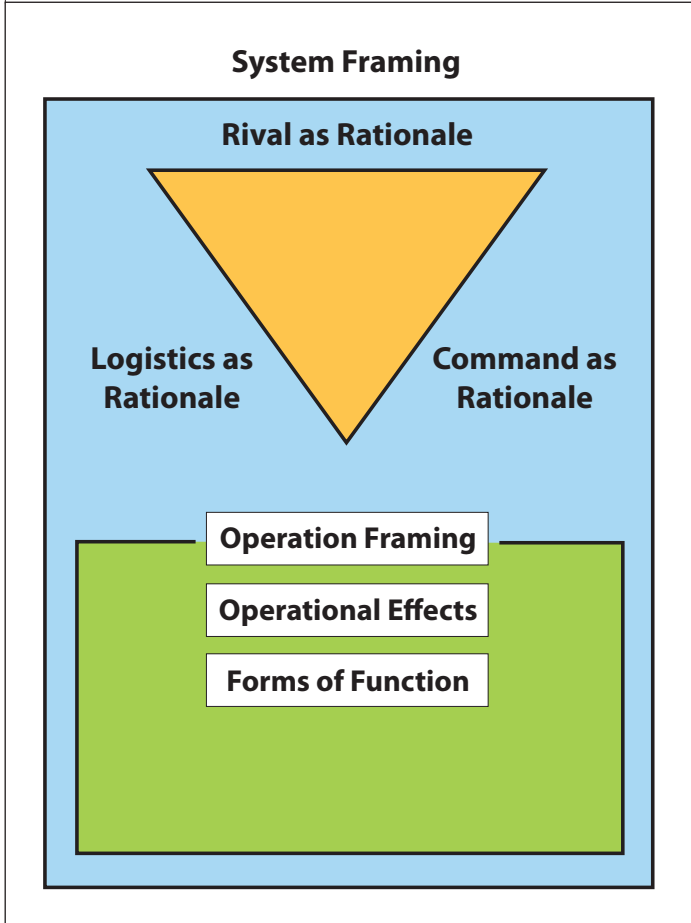 System Framing
Rival as Rationale
Logistics as
Rationale
Command as
Rationale
Operation Framing
Operational Effects
Forms of Function